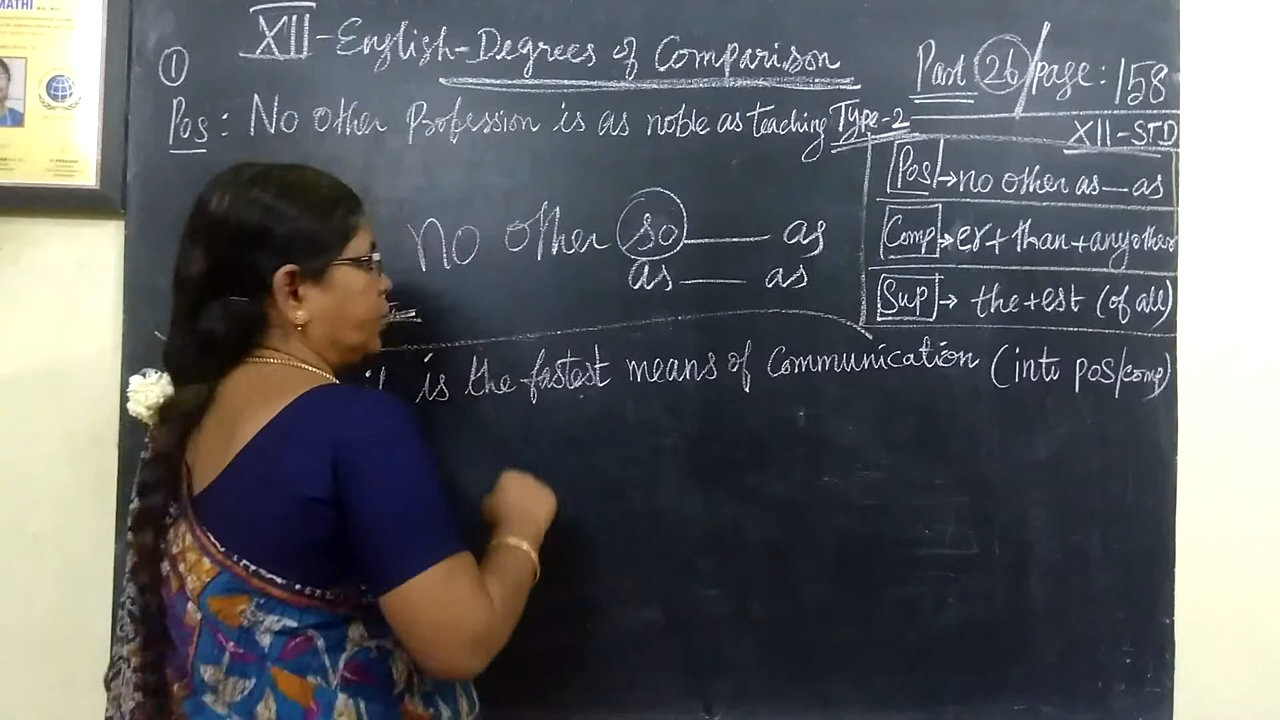 MATHI
XII-English-Degrees of Comparison
Part 26/page: 158
①
Pos: No other Profession is as noble as teaching Type-2
XII-STD
Pos→no other as—as
no other so—— as
Comp→er+than+anyother
as —— as
Sup→ the+est (of all)
is the fastest means of Communication (into pos/comp)